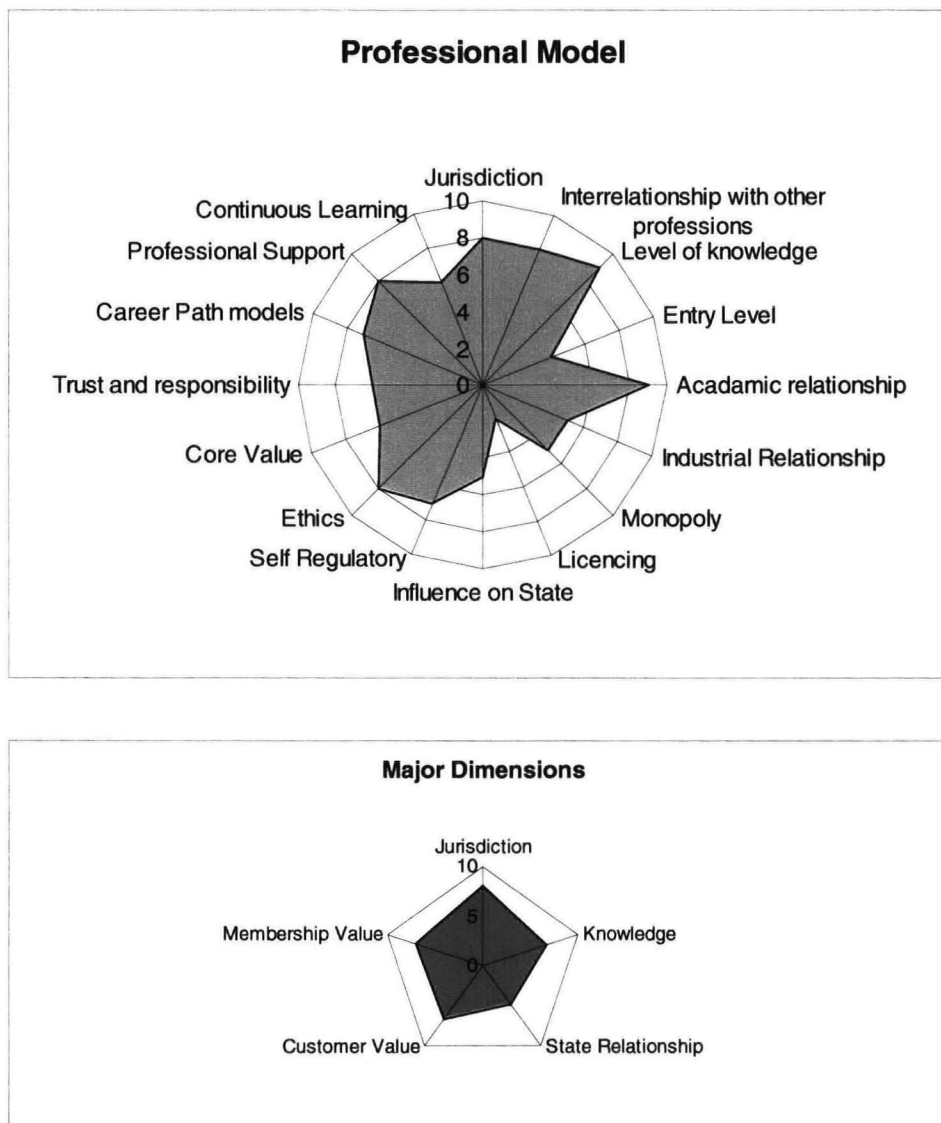 Professional Model
Jurisdiction
Interrelationship with other
professions
Level of knowledge
Entry Level
Acadamic relationship
Industrial Relationship
Monopoly
Licencing
Influence on State
Self Regulatory
Ethics
Core Value
Trust and responsibility
Career Path models
Professional Support
Continuous Learning
10
8
6
4
2
0
Major Dimensions
Jurisdiction
Knowledge
State Relationship
Customer Value
Membership Value
10
5
0